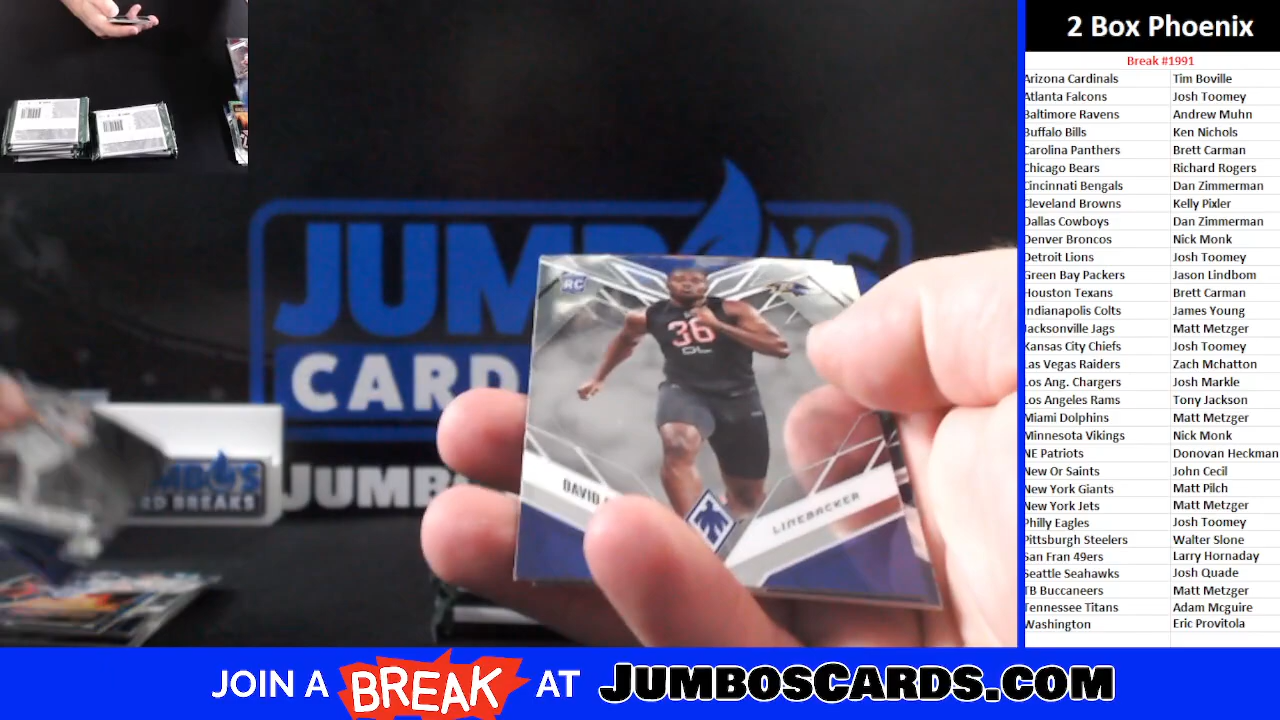 2 Box Phoenix
Break #1991
Arizona Cardinals Tim Boville
Atlanta Falcons Josh Toomey
Baltimore Ravens Andrew Muhn
Buffalo Bills Ken Nichols
Carolina Panthers Brett Carman
Chicago Bears Richard Rogers
Cincinnati Bengals Dan Zimmerman
Cleveland Browns Kelly Pixler
Dallas Cowboys Dan Zimmerman
Denver Broncos Nick Monk
Detroit Lions Josh Toomey
Green Bay Packers Jason Lindbom
Houston Texans Brett Carman
Indianapolis Colts James Young
Jacksonville Jags Matt Metzger
Kansas City Chiefs Josh Toomey
Las Vegas Raiders Zach Mchatton
Los Ang. Chargers Josh Markle
Los Angeles Rams Tony Jackson
Miami Dolphins Matt Metzger
Minnesota Vikings Nick Monk
NE Patriots Donovan Heckman
New Or Saints John Cecil
New York Giants Matt Pilch
New York Jets Matt Metzger
Philly Eagles Josh Toomey
Pittsburgh Steelers Walter Slone
San Fran 49ers Larry Hornaday
Seattle Seahawks Josh Quade
TB Buccaneers Matt Metzger
Tennessee Titans Adam Mcguire
Washington Eric Provitola
RC
36
DAVID
LINEBACKER
JOIN A BREAK AT JUMBOSCARDS.COM